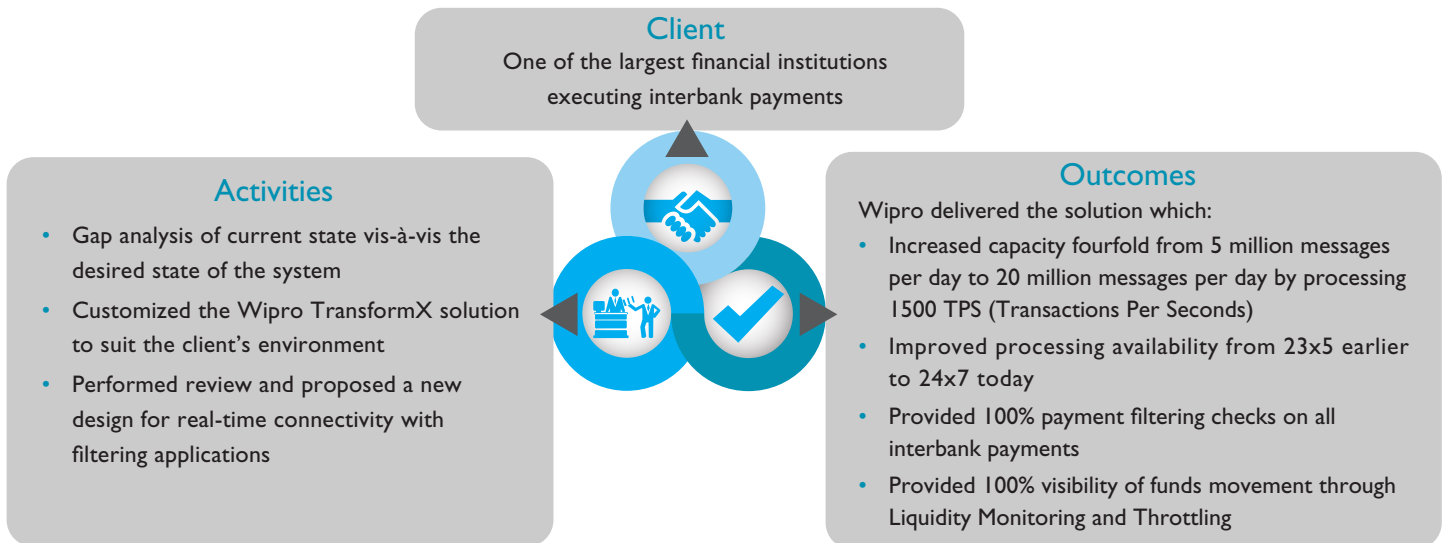 Client
One of the largest financial institutions
executing interbank payments
Activities
• Gap analysis of current state vis-à-vis the
desired state of the system
• Customized the Wipro TransformX solution
to suit the client's environment
• Performed review and proposed a new
design for real-time connectivity with
filtering applications
Outcomes
Wipro delivered the solution which:
• Increased capacity fourfold from 5 million messages
per day to 20 million messages per day by processing
1500 TPS (Transactions Per Seconds)
• Improved processing availability from 23x5 earlier
to 24x7 today
• Provided 100% payment filtering checks on all
interbank payments
• Provided 100% visibility of funds movement through
Liquidity Monitoring and Throttling